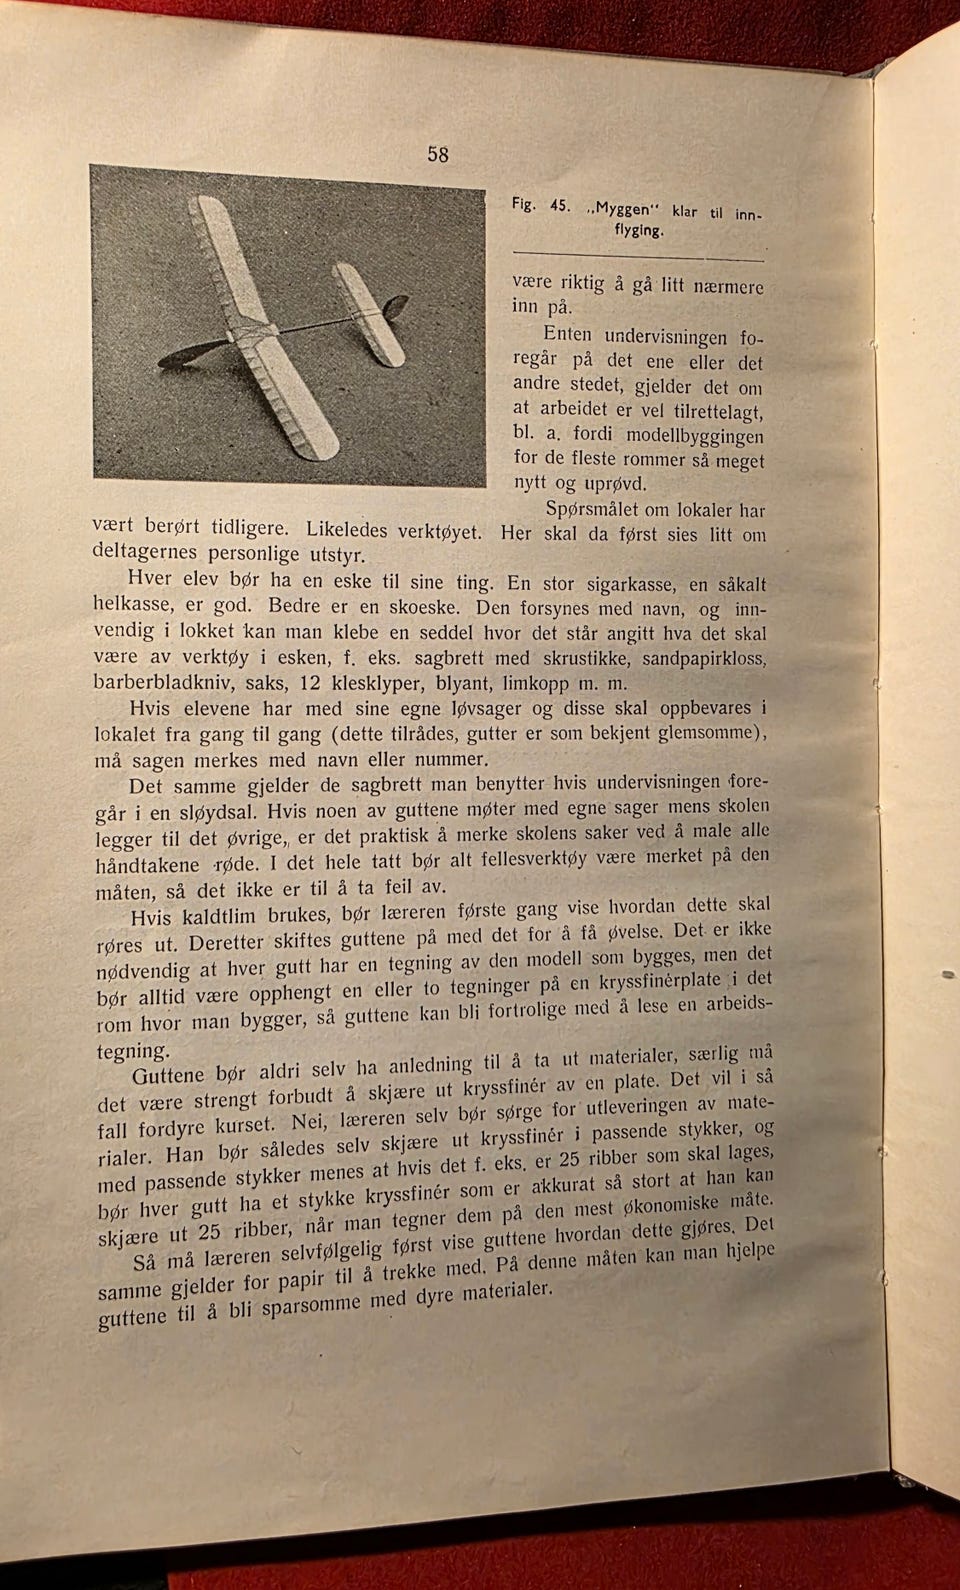 58
Fig. 45. „Myggen" klar til inn-
flyging.
være riktig å gå litt nærmere
inn på.
Enten undervisningen fo-
regår på det ene eller det
andre stedet, gjelder det om
at arbeidet er vel tilrettelagt,
bl. a. fordi modellbyggingen
for de fleste rommer så meget
nytt og uprøvd.
Spørsmålet om lokaler har
vært berørt tidligere. Likeledes verktøyet. Her skal da først sies litt om
deltagernes personlige utstyr.
Hver elev bør ha en eske til sine ting. En stor sigarkasse, en såkalt
helkasse, er god. Bedre er en skoeske. Den forsynes med navn, og inn-
vendig i lokket kan man klebe en seddel hvor det står angitt hva det skal
være av verktøy i esken, f. eks. sagbrett med skrustikke, sandpapirkloss,
barberbladkniv, saks, 12 klesklyper, blyant, limkopp m. m.
Hvis elevene har med sine egne løvsager og disse skal oppbevares i
lokalet fra gang til gang (dette tilrådes, gutter er som bekjent glemsomme),
må sagen merkes med navn eller nummer.
Det samme gjelder de sagbrett man benytter hvis undervisningen fore-
går i en sløydsal. Hvis noen av guttene møter med egne sager mens skolen
legger til det øvrige, er det praktisk å merke skolens saker ved å male alle
håndtakene røde. I det hele tatt bør alt fellesverktøy være merket på den
måten, så det ikke er til å ta feil av.
Hvis kaldtlim brukes, bør læreren første gang vise hvordan dette skal
røres ut. Deretter skiftes guttene på med det for å få øvelse. Det er ikke
nødvendig at hver gutt har en tegning av den modell som bygges, men det
bør alltid være opphengt en eller to tegninger på en kryssfinérplate i det
rom hvor man bygger, så guttene kan bli fortrolige med å lese en arbeids-
tegning.
Guttene bør aldri selv ha anledning til å ta ut materialer, særlig må
det være strengt forbudt å skjære ut kryssfinér av en plate. Det vil i så
fall fordyre kurset. Nei, læreren selv bør sørge for utleveringen av mate-
rialer. Han bør således selv skjære ut kryssfinér i passende stykker, og
med passende stykker menes at hvis det f. eks. er 25 ribber som skal lages,
bør hver gutt ha et stykke kryssfinér som er akkurat så stort at han kan
skjære ut 25 ribber, når man tegner dem på den mest økonomiske måte.
Så må læreren selvfølgelig først vise guttene hvordan dette gjøres. Det
samme gjelder for papir til å trekke med. På denne måten kan man hjelpe
guttene til å bli sparsomme med dyre materialer.